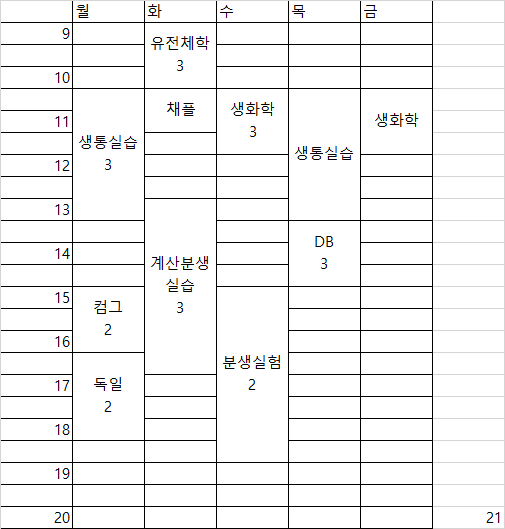 월 화 수 목 금
9
유전체학
3
10
채플
생화학
3
11
생화학
생통실습
3
생통실습
12
13
DB
3
14
계산분생
실습
3
15
컴그
2
16
분생실험
2
17
독일
2
18
19
20
21